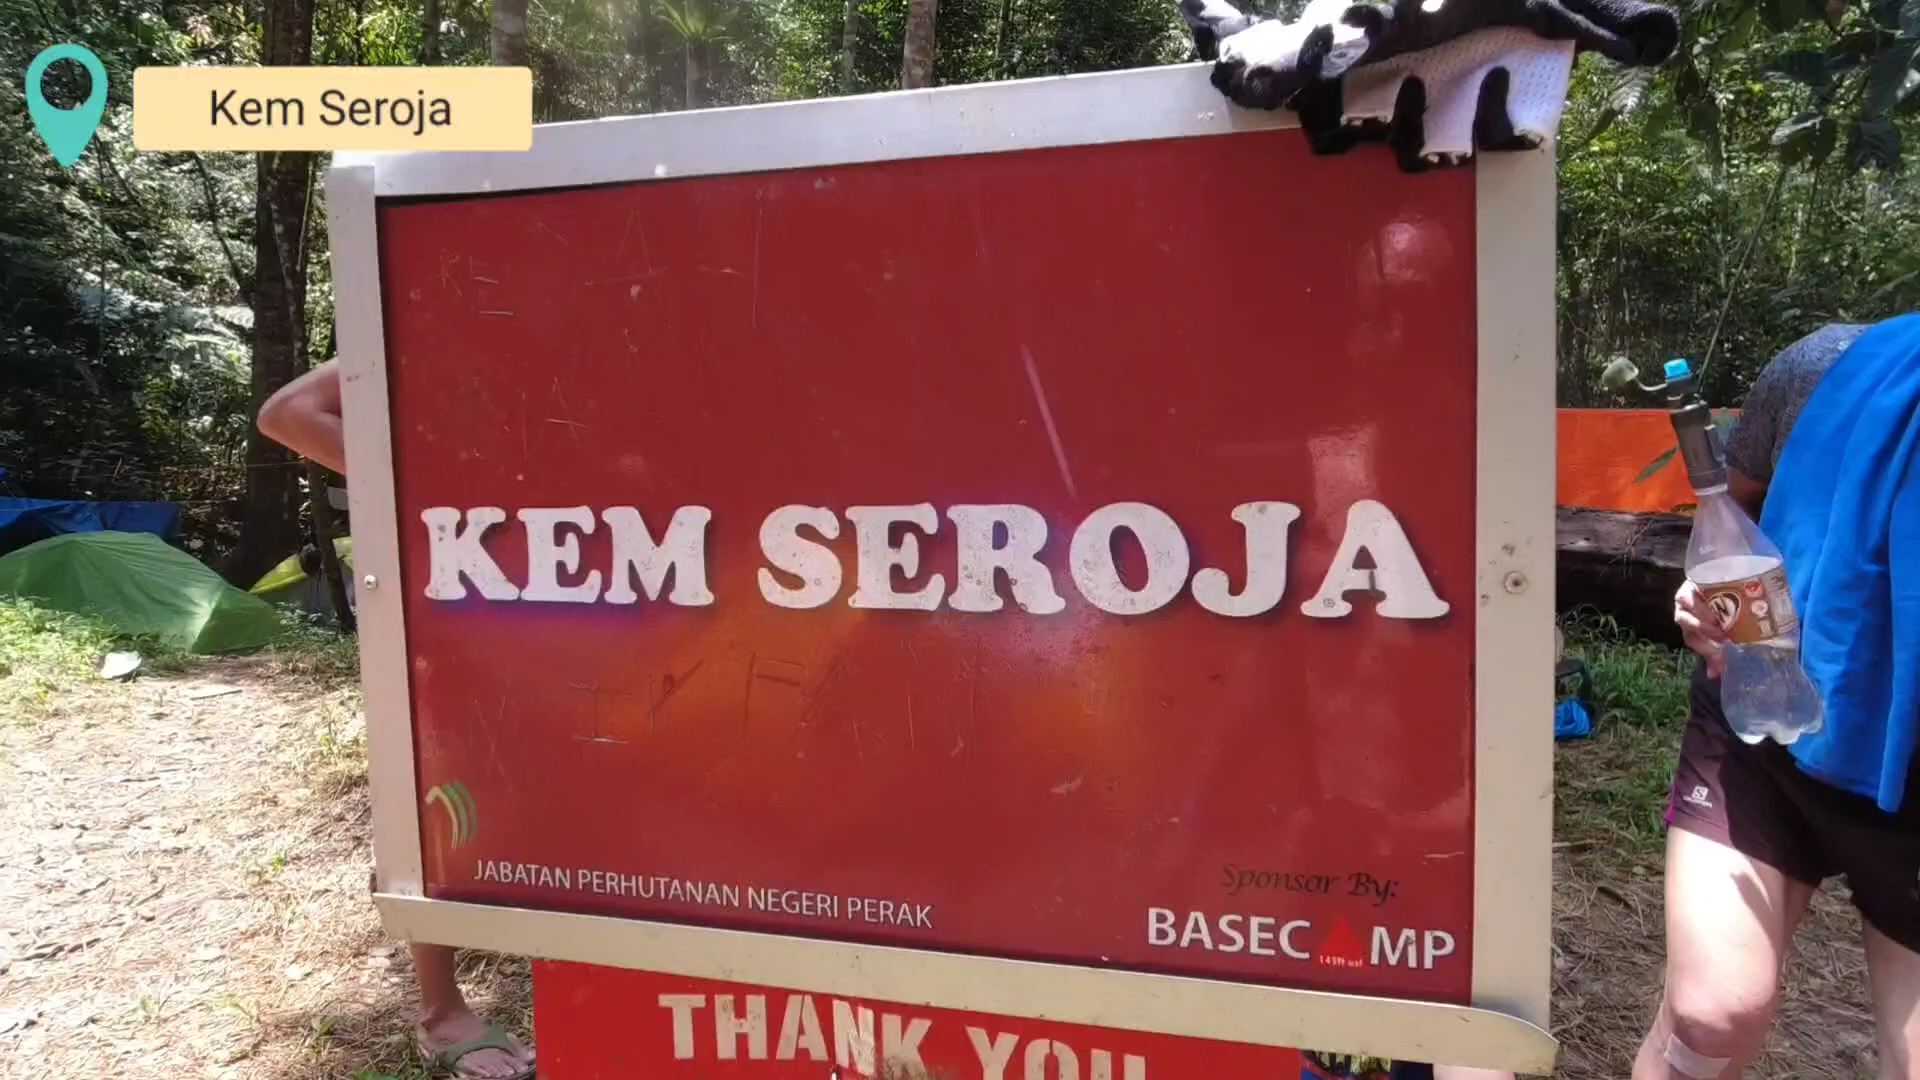 Kem Seroja
KEM SEROJA
JABATAN PERHUTANAN NEGERI PERAK
Sponsor By:
BASECAMP
THANK YOU